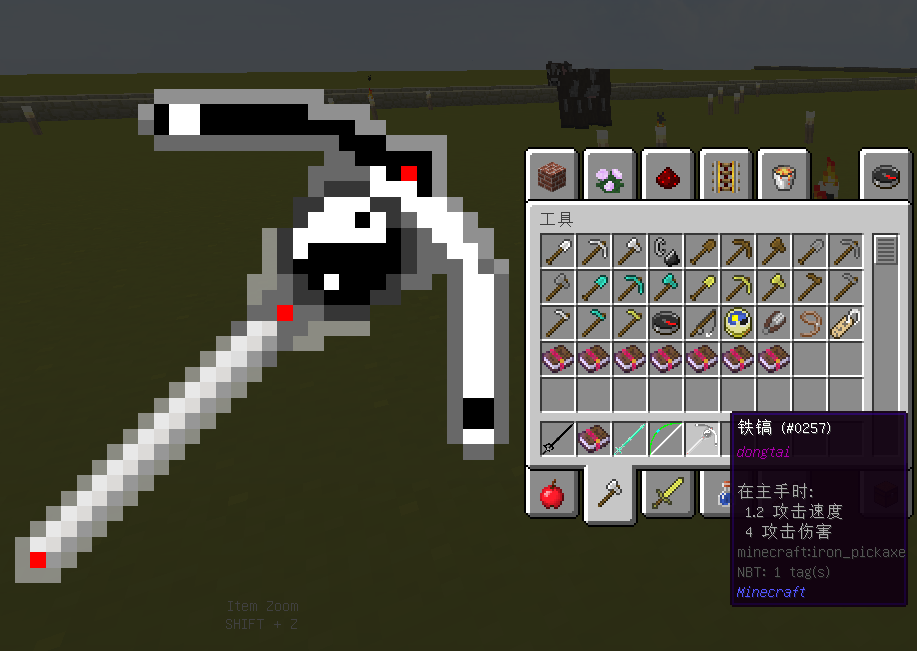 工具
铁镐 (#0257)
dongtai
在主手时:
1.2 攻击速度
4 攻击伤害
minecraft:iron_pickaxe
NBT: 1 tag(s)
Minecraft
Item Zoom
SHIFT + Z